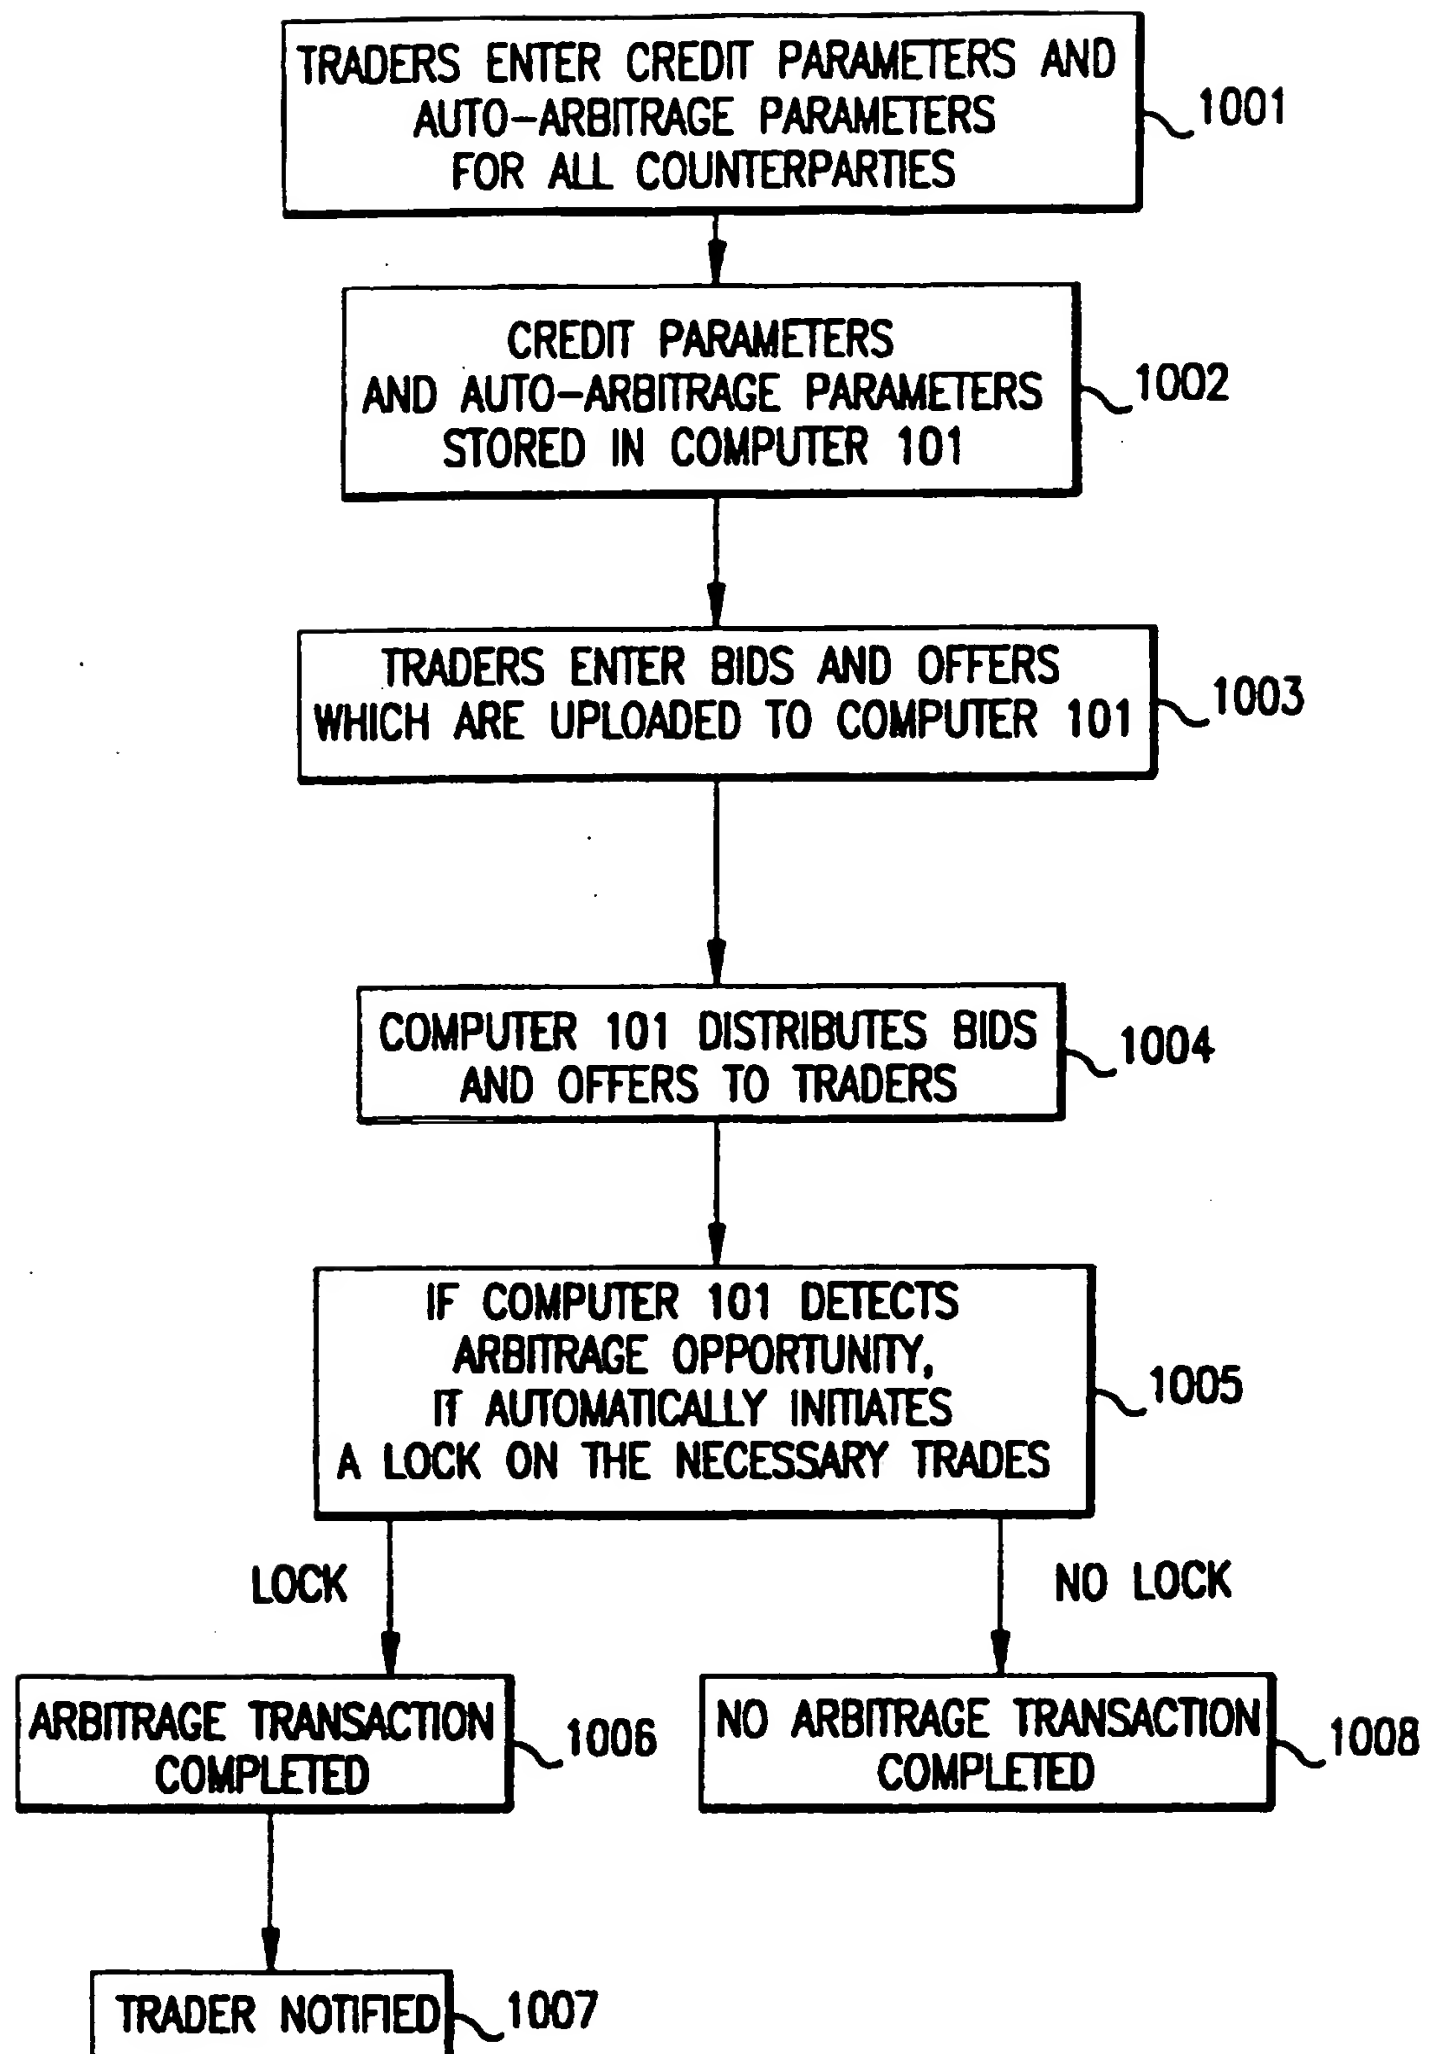 TRADERS ENTER CREDIT PARAMETERS AND
AUTO-ARBITRAGE PARAMETERS
FOR ALL COUNTERPARTIES
1001
CREDIT PARAMETERS
AND AUTO-ARBITRAGE PARAMETERS
STORED IN COMPUTER 101
1002
TRADERS ENTER BIDS AND OFFERS
WHICH ARE UPLOADED TO COMPUTER 101
1003
COMPUTER 101 DISTRIBUTES BIDS
AND OFFERS TO TRADERS
1004
IF COMPUTER 101 DETECTS
ARBITRAGE OPPORTUNITY,
IT AUTOMATICALLY INITIATES
A LOCK ON THE NECESSARY TRADES
1005
LOCK
NO LOCK
ARBITRAGE TRANSACTION
COMPLETED
1006
NO ARBITRAGE TRANSACTION
COMPLETED
1008
TRADER NOTIFIED
1007